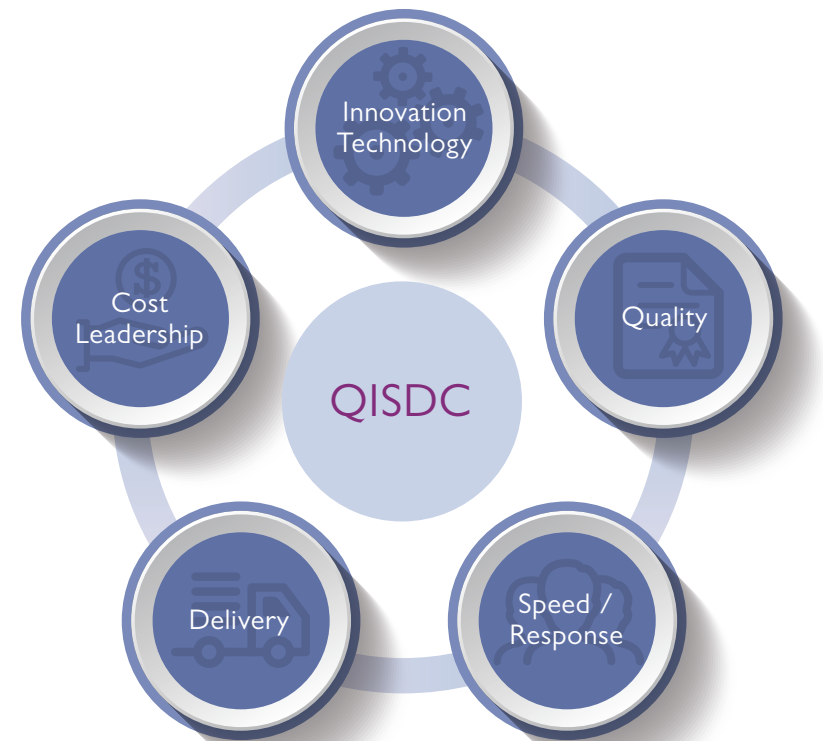 Innovation
Technology
Cost
Leadership
Quality
QISDC
Delivery
Speed /
Response
$